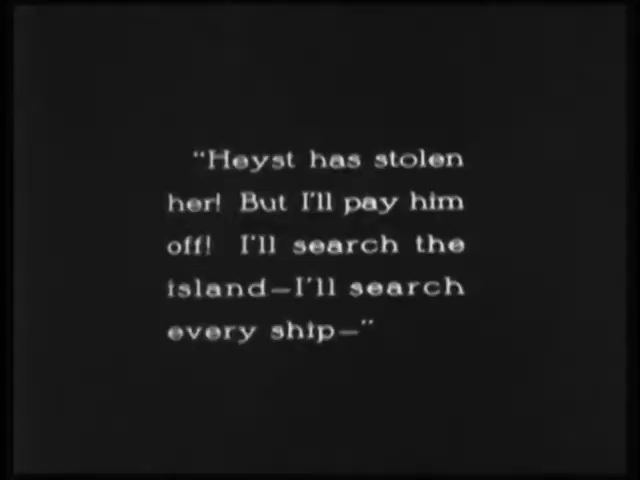 "Heyst has stolen
her! But I'll pay him
off! I'll search the
island—I'll search
every ship—"